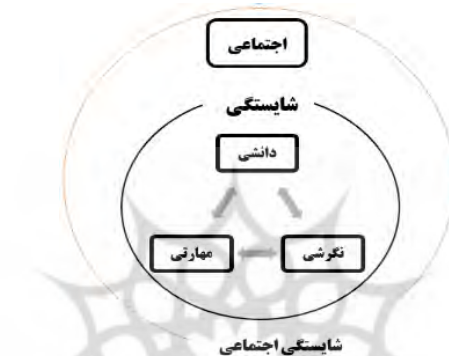 اجتماعی
شایستگی
دانشی
نگرشی
مهارتی
شایستگی اجتماعی